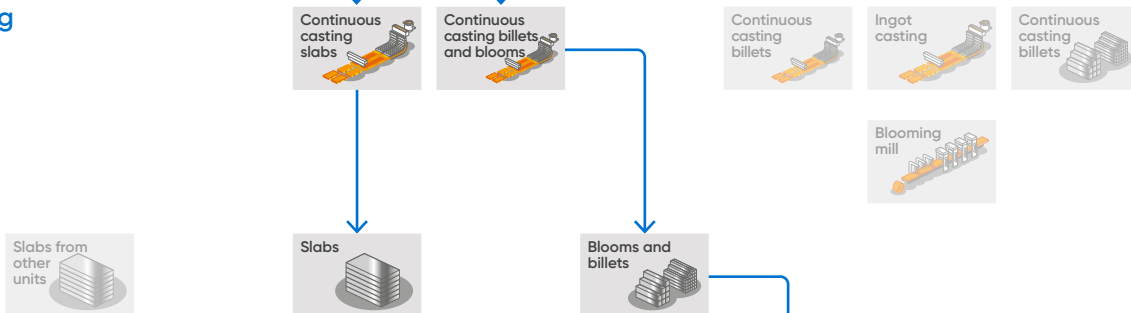 g
Continuous
casting
slabs
Continuous
casting billets
and blooms
Continuous
casting
billets
Ingot
casting
Continuous
casting
billets
Blooming
mill
Slabs from
other
units
Slabs
Blooms and
billets